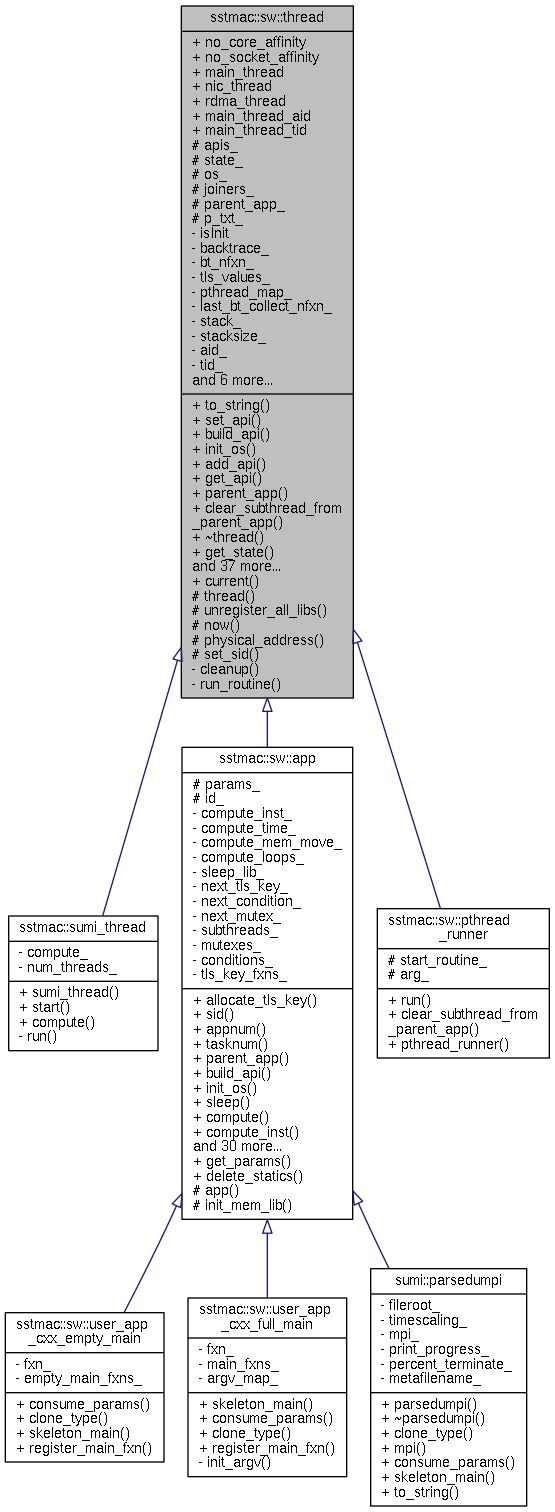 sstmac::sw::thread
+ no_core_affinity
+ no_socket_affinity
+ main_thread
+ nic_thread
+ rdma_thread
+ main_thread_aid
+ main_thread_tid
# apis_
# state_
# os_
# joiners_
# parent_app_
# p_txt_
- isInit
- backtrace_
- bt_nfxn_
- tls_values_
- pthread_map_
- last_bt_collect_nfxn_
- stack_
- stacksize_
- aid_
- tid_
and 6 more...
+ to_string()
+ set_api()
+ build_api()
+ init_os()
+ add_api()
+ get_api()
+ parent_app()
+ clear_subthread_from
_parent_app()
+ ~thread()
+ get_state()
and 37 more...
+ current()
# thread()
# unregister_all_libs()
# now()
# physical_address()
# set_sid()
- cleanup()
- run_routine()
sstmac::sumi_thread
- compute_
- num_threads_
+ sumi_thread()
+ start()
+ compute()
- run()
sstmac::sw::app
# params_
# id_
- compute_inst_
- compute_time_
- compute_mem_move_
- compute_loops_
- sleep_lib_
- next_tls_key_
- next_condition_
- next_mutex_
- subthreads_
- mutexes_
- conditions_
- tls_key_fxns_
+ allocate_tls_key()
+ sid()
+ appnum()
+ tasknum()
+ parent_app()
+ build_api()
+ init_os()
+ sleep()
+ compute()
+ compute_inst()
and 30 more...
+ get_params()
+ delete_statics()
# app()
# init_mem_lib()
sstmac::sw::pthread
_runner
# start_routine_
# arg_
+ run()
+ clear_subthread_from
_parent_app()
+ pthread_runner()
sstmac::sw::user_app
_cxx_empty_main
- fxn_
- empty_main_fxns_
+ consume_params()
+ clone_type()
+ skeleton_main()
+ register_main_fxn()
sstmac::sw::user_app
_cxx_full_main
- fxn_
- main_fxns_
- argv_map_
+ skeleton_main()
+ consume_params()
+ clone_type()
+ register_main_fxn()
- init_argv()
sumi::parsedumpi
- fileroot_
- timescaling_
- mpi_
- print_progress_
- percent_terminate_
- metafilename_
+ parsedumpi()
+ ~parsedumpi()
+ clone_type()
+ mpi()
+ consume_params()
+ skeleton_main()
+ to_string()